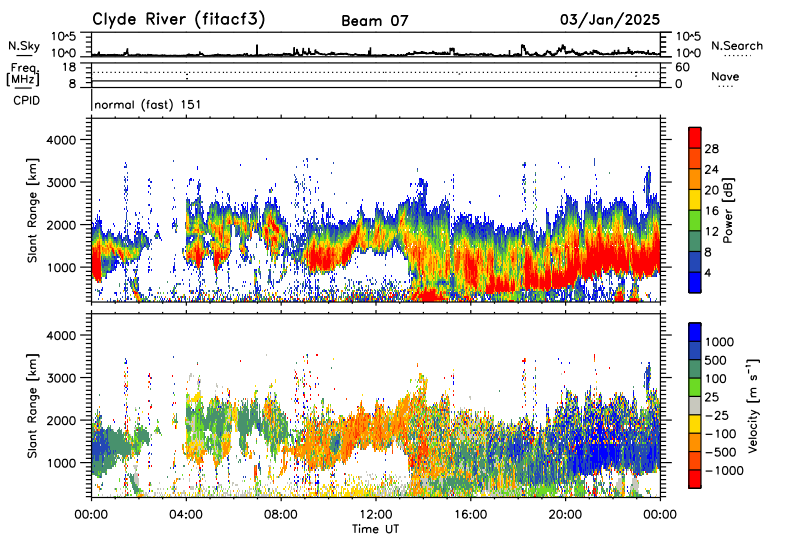 Clyde River (fitacf3) Beam 07 03/Jan/2025
N.Sky 10^5 10^0 10^5 10^0 N.Search
Freq. [MHz] 18 8 60 0 Nave
CPID normal (fast) 151
Slant Range [km] 4000 3000 2000 1000
28 24 20 16 12 8 4 Power [dB]
Slant Range [km] 4000 3000 2000 1000
1000 500 100 25 −25 −100 −500 −1000 Velocity [m s⁻¹]
00:00 04:00 08:00 12:00 16:00 20:00 00:00
Time UT